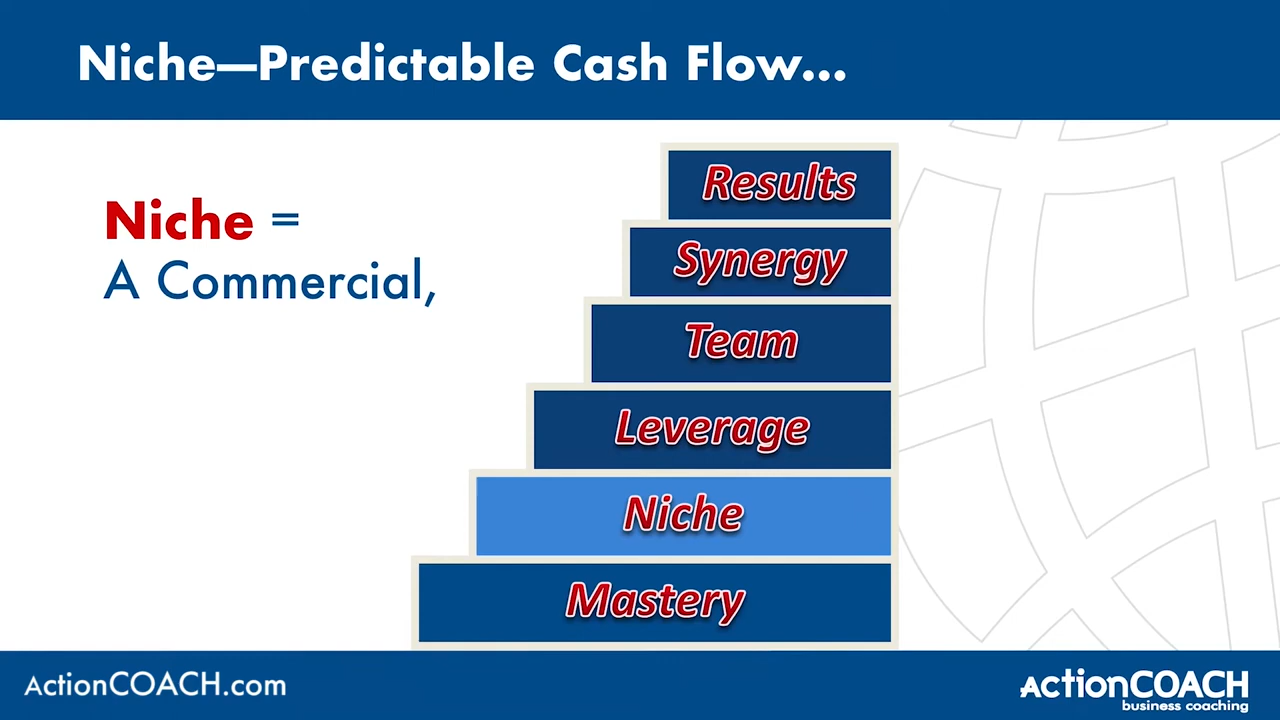 Niche—Predictable Cash Flow...
Niche =
A Commercial,
Results
Synergy
Team
Leverage
Niche
Mastery
ActionCOACH.com
ActionCOACH
business coaching